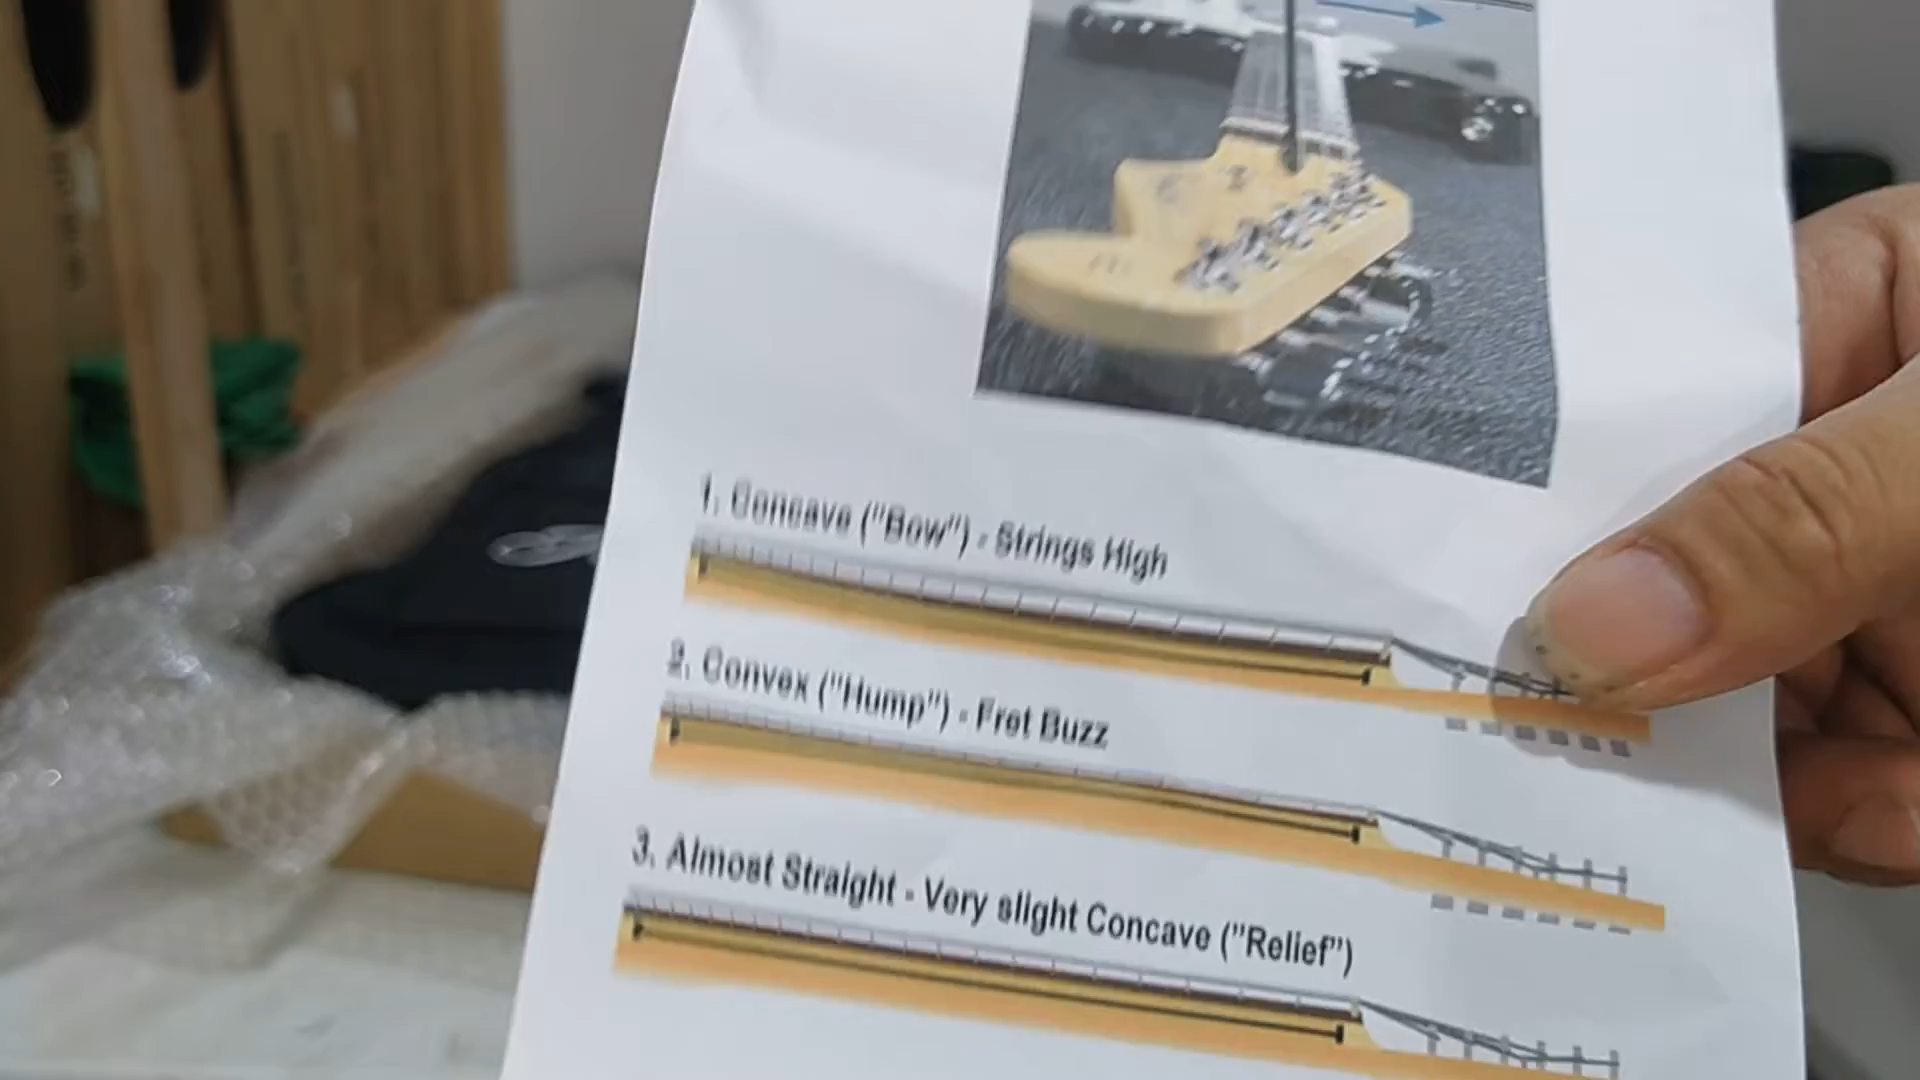 1. Concave ("Bow") - Strings High
2. Convex ("Hump") - Fret Buzz
3. Almost Straight - Very slight Concave ("Relief")